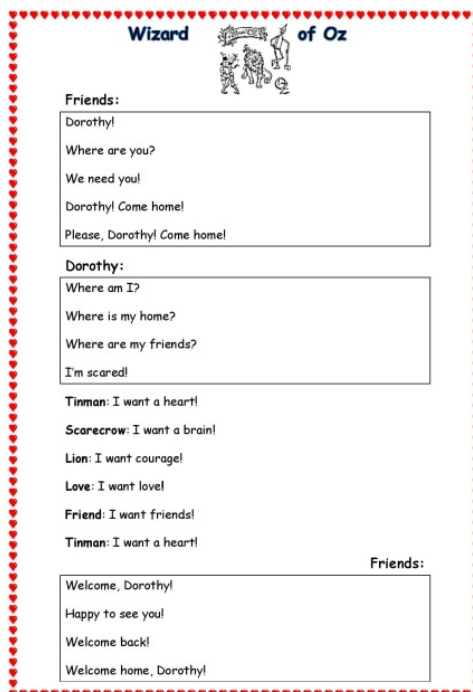 Wizard of Oz
Friends:
Dorothy!
Where are you?
We need you!
Dorothy! Come home!
Please, Dorothy! Come home!
Dorothy:
Where am I?
Where is my home?
Where are my friends?
I'm scared!
Tinman: I want a heart!
Scarecrow: I want a brain!
Lion: I want courage!
Love: I want love!
Friend: I want friends!
Tinman: I want a heart!
Friends:
Welcome, Dorothy!
Happy to see you!
Welcome back!
Welcome home, Dorothy!